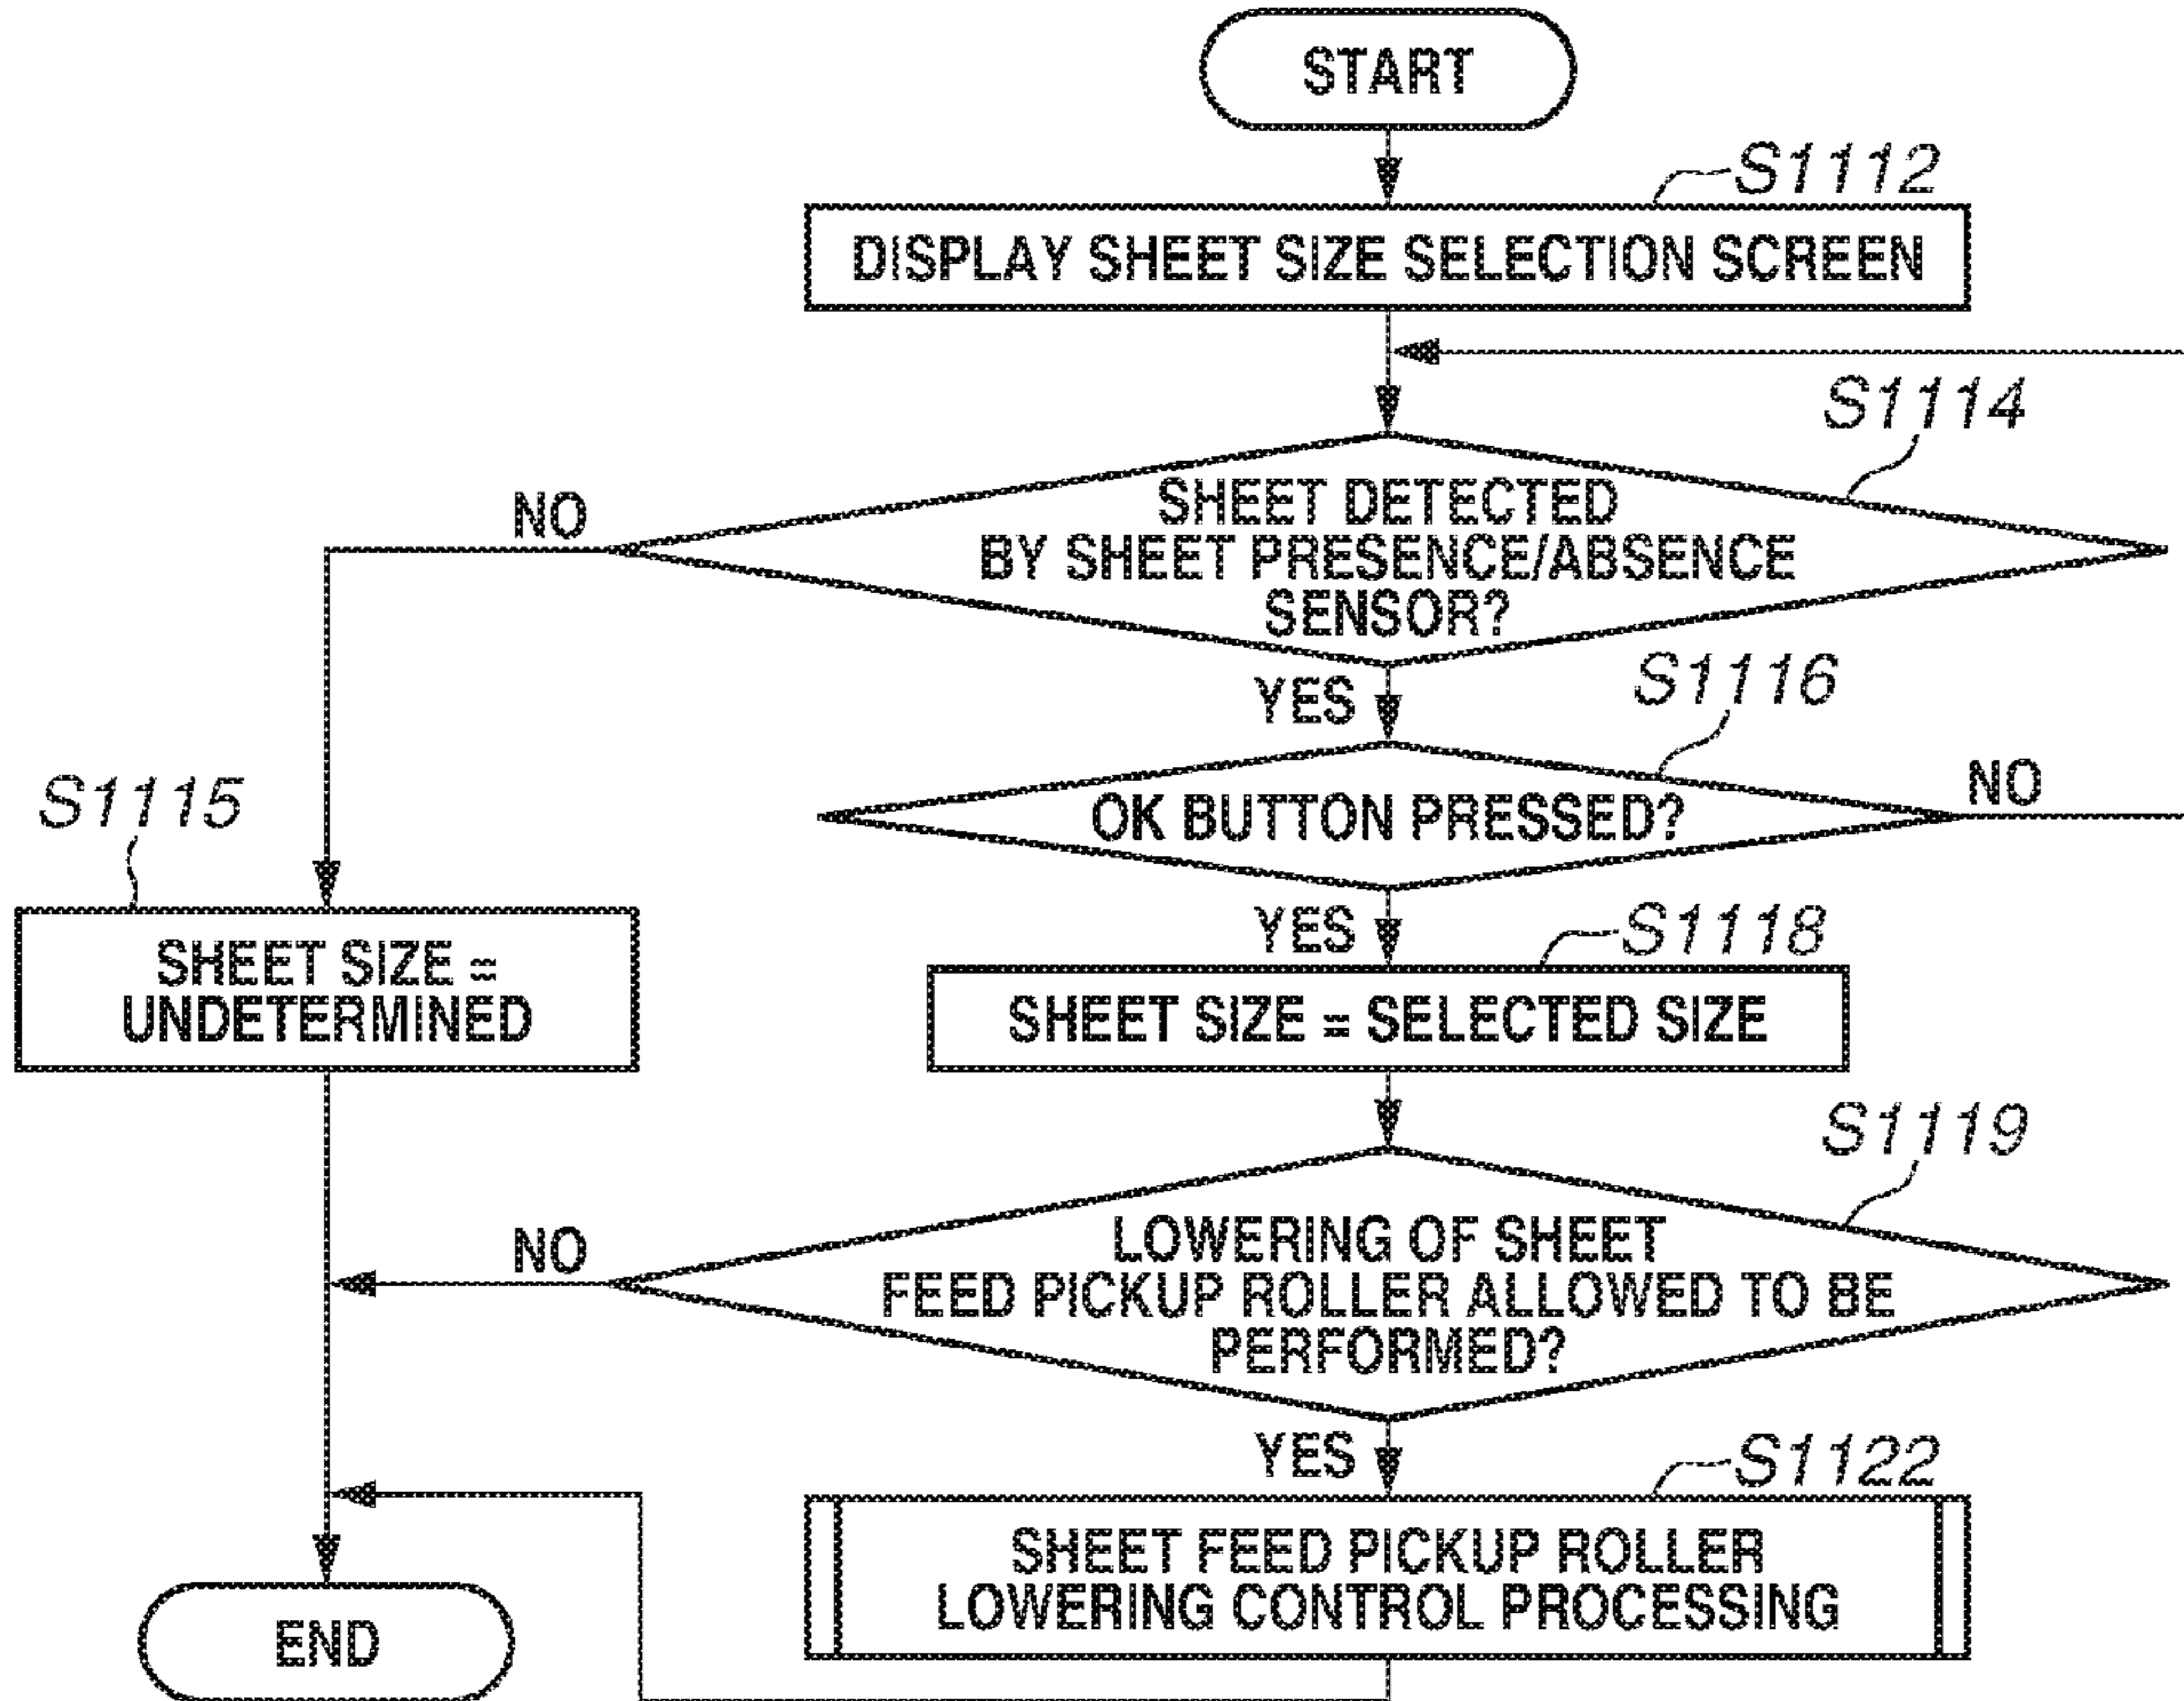 START
S1112
DISPLAY SHEET SIZE SELECTION SCREEN
S1114
NO
SHEET DETECTED
BY SHEET PRESENCE/ABSENCE
SENSOR?
YES
S1116
OK BUTTON PRESSED?
NO
S1115
SHEET SIZE =
UNDETERMINED
YES
S1118
SHEET SIZE = SELECTED SIZE
S1119
NO
LOWERING OF SHEET
FEED PICKUP ROLLER ALLOWED TO BE
PERFORMED?
YES
S1122
SHEET FEED PICKUP ROLLER
LOWERING CONTROL PROCESSING
END